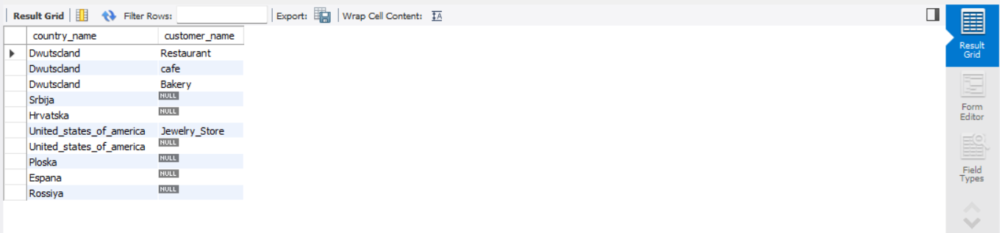 Result Grid Filter Rows: Export: Wrap Cell Content: IA
country_name customer_name
Dwutscland Restaurant
Dwutscland cafe
Dwutscland Bakery
Srbija NULL
Hrvatska NULL
United_states_of_america Jewelry_Store
United_states_of_america NULL
Ploska NULL
Espana NULL
Rossiya NULL
Result
Grid
Form
Editor
Field
Types